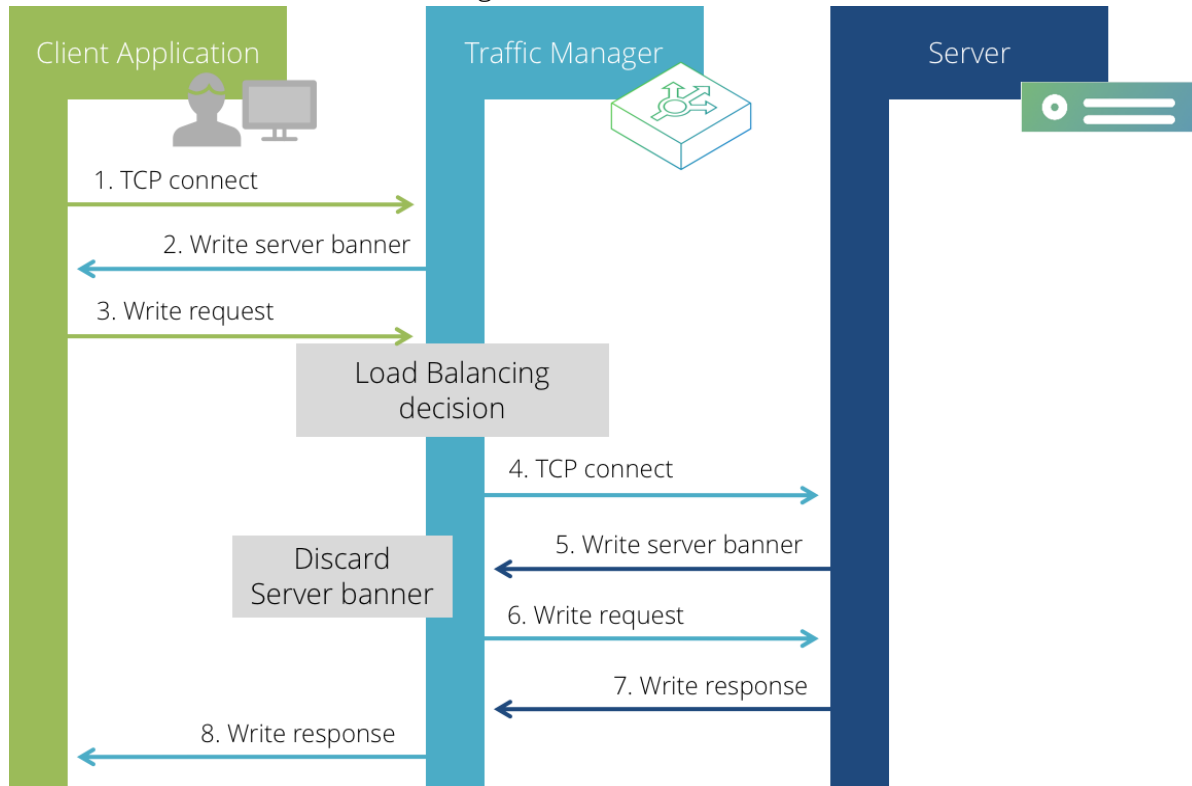 Client Application
Traffic Manager
Server
1. TCP connect
2. Write server banner
3. Write request
Load Balancing
decision
4. TCP connect
5. Write server banner
Discard
Server banner
6. Write request
7. Write response
8. Write response